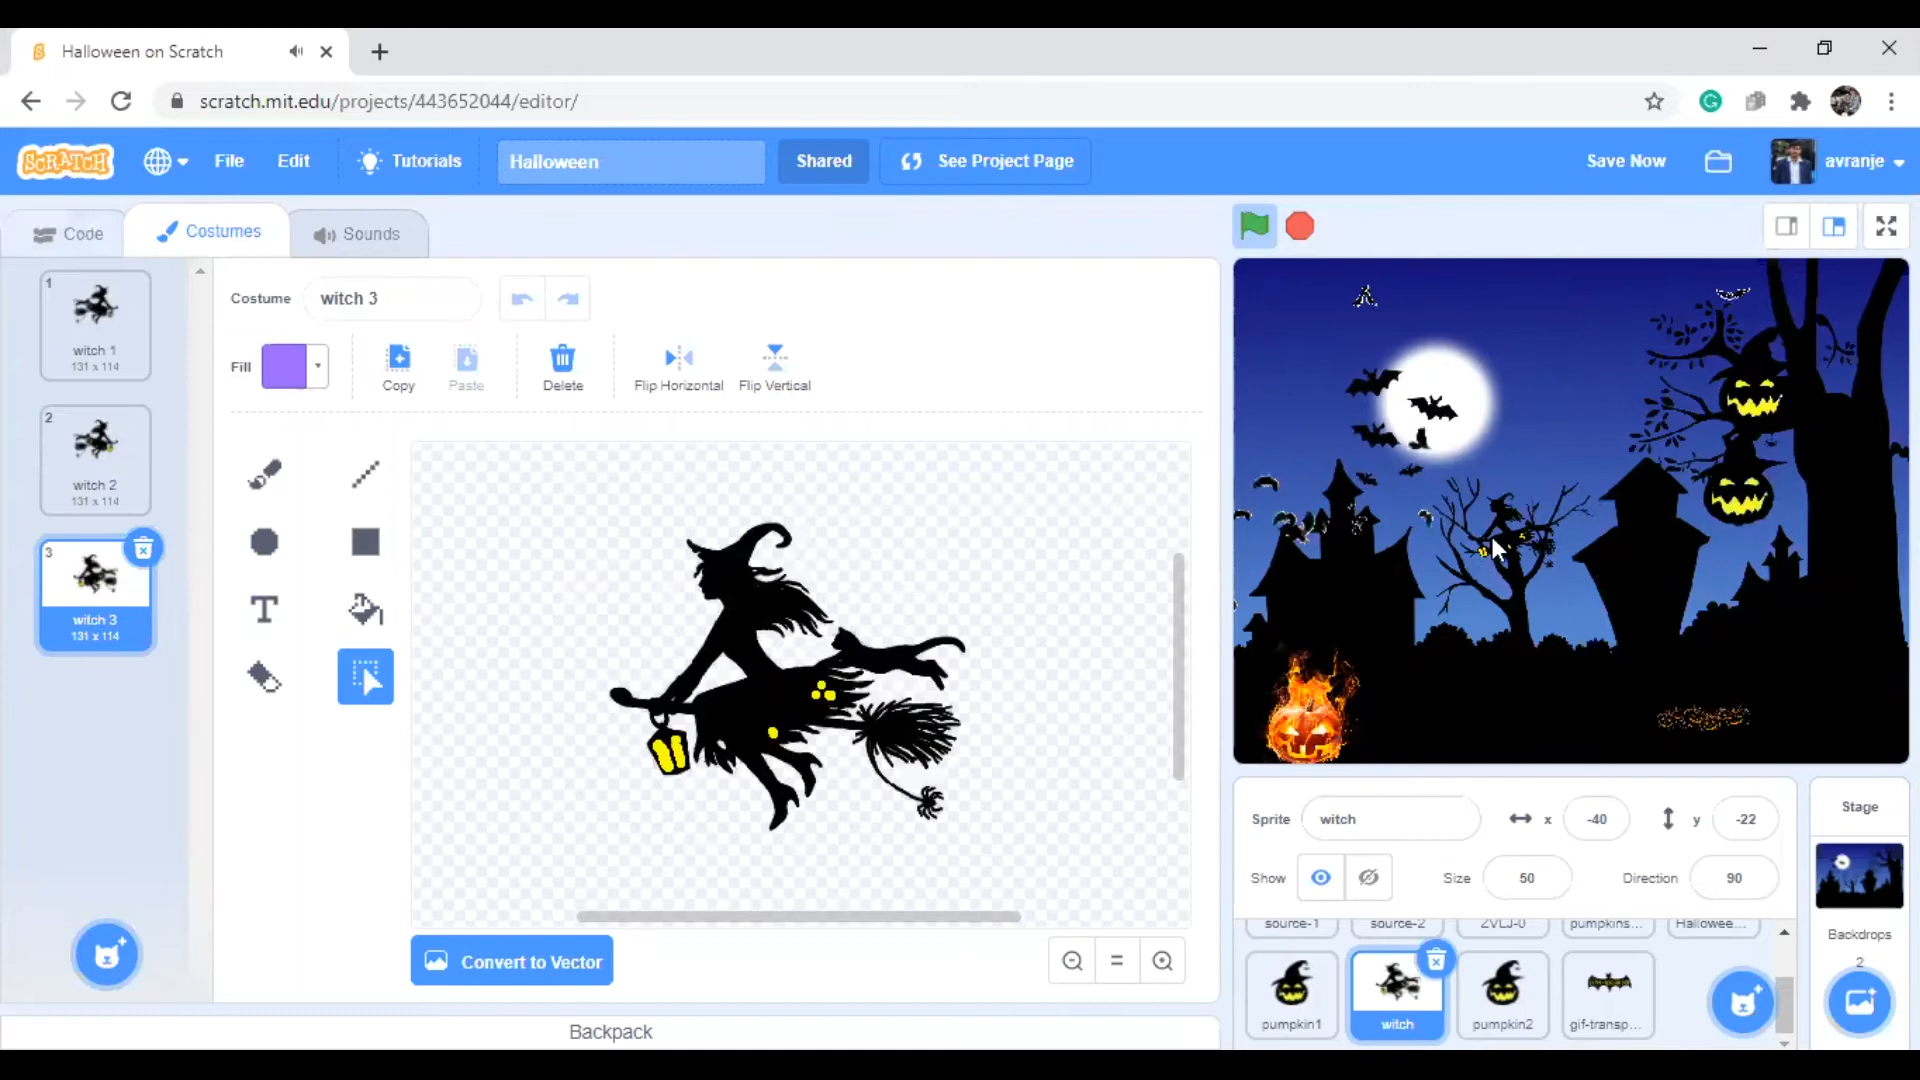 Halloween on Scratch
scratch.mit.edu/projects/443652044/editor/
SCRATCH
File
Edit
Tutorials
Halloween
Shared
See Project Page
Save Now
avranje
Code
Costumes
Sounds
1
witch 1
131 x 114
2
witch 2
131 x 114
3
witch 3
131 x 114
Costume
witch 3
Fill
Copy
Paste
Delete
Flip Horizontal
Flip Vertical
T
Convert to Vector
Backpack
Sprite
witch
x
-40
y
-22
Show
Size
50
Direction
90
source-1
source-2
ZVLJ-0
pumpkins...
Hallowee...
pumpkin1
witch
pumpkin2
gif-transp...
Stage
Backdrops
2